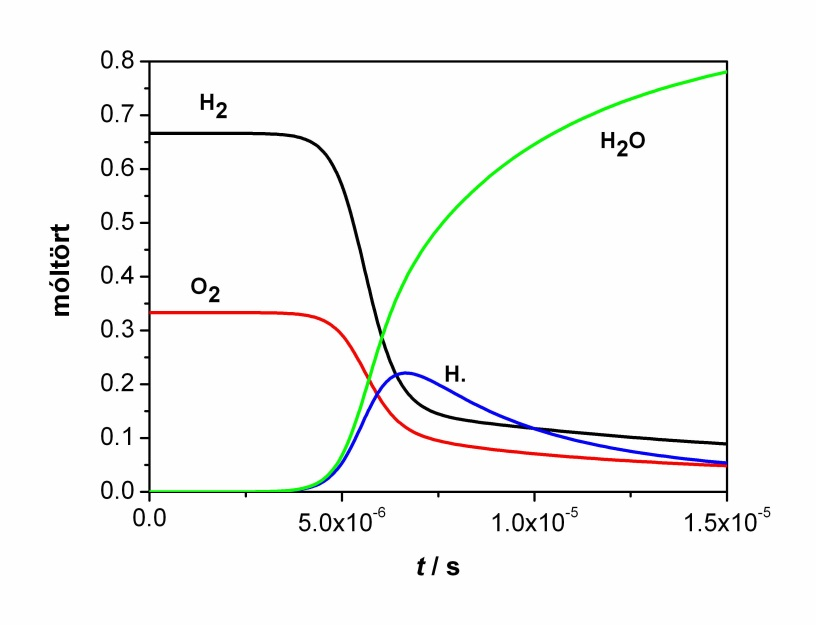 0.8
0.7
0.6
0.5
0.4
0.3
0.2
0.1
0.0
móltört
H₂
O₂
H₂O
H.
0.0
5.0x10⁻⁶
1.0x10⁻⁵
1.5x10⁻⁵
t / s